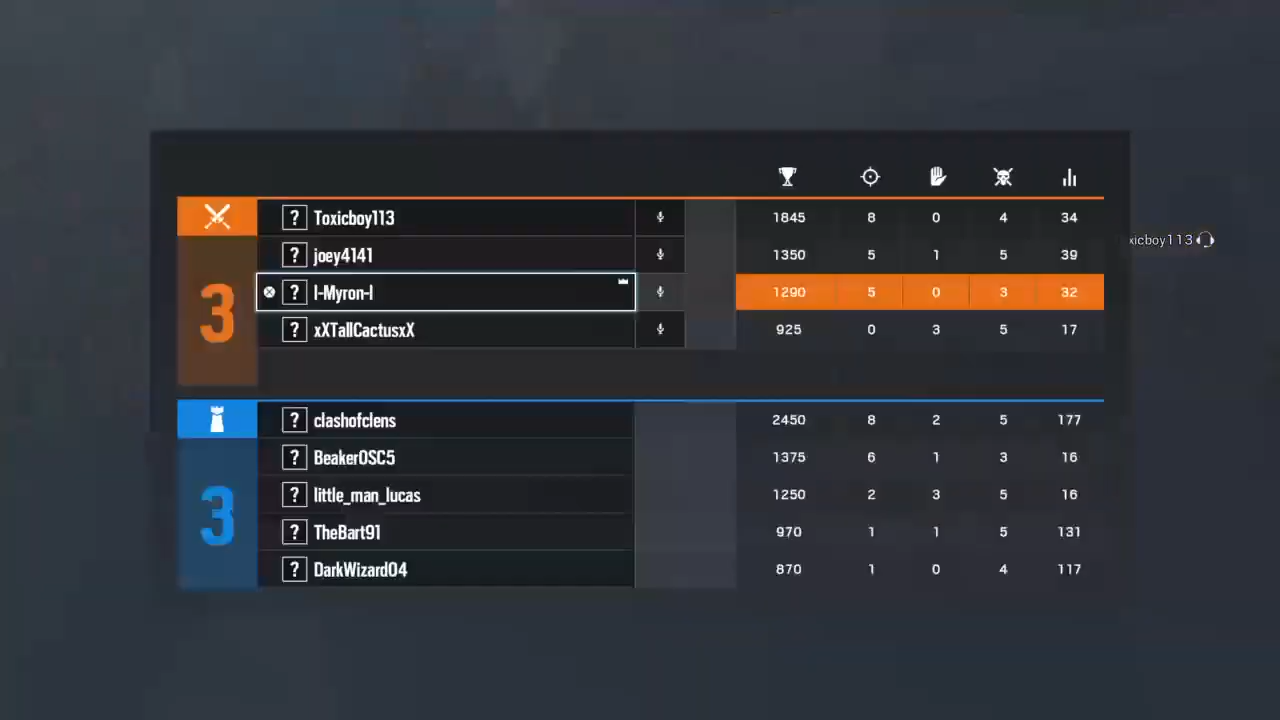 ? Toxicboy113 1845 8 0 4 34
xicboy113
? joey4141 1350 5 1 5 39
3 ? I-Myron-I 1290 5 0 3 32
? xXTallCactusxX 925 0 3 5 17
? clashofclens 2450 8 2 5 177
? BeakerOSC5 1375 6 1 3 16
3 ? little_man_lucas 1250 2 3 5 16
? TheBart91 970 1 1 5 131
? DarkWizard04 870 1 0 4 117